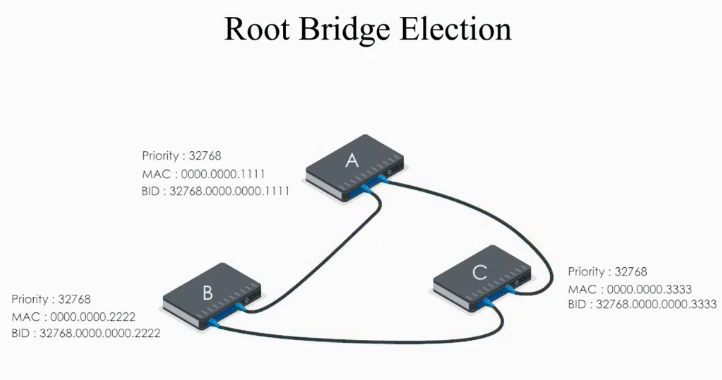 Root Bridge Election
Priority : 32768
MAC : 0000.0000.1111
BID : 32768.0000.0000.1111
A
B
C
Priority : 32768
MAC : 0000.0000.2222
BID : 32768.0000.0000.2222
Priority : 32768
MAC : 0000.0000.3333
BID : 32768.0000.0000.3333